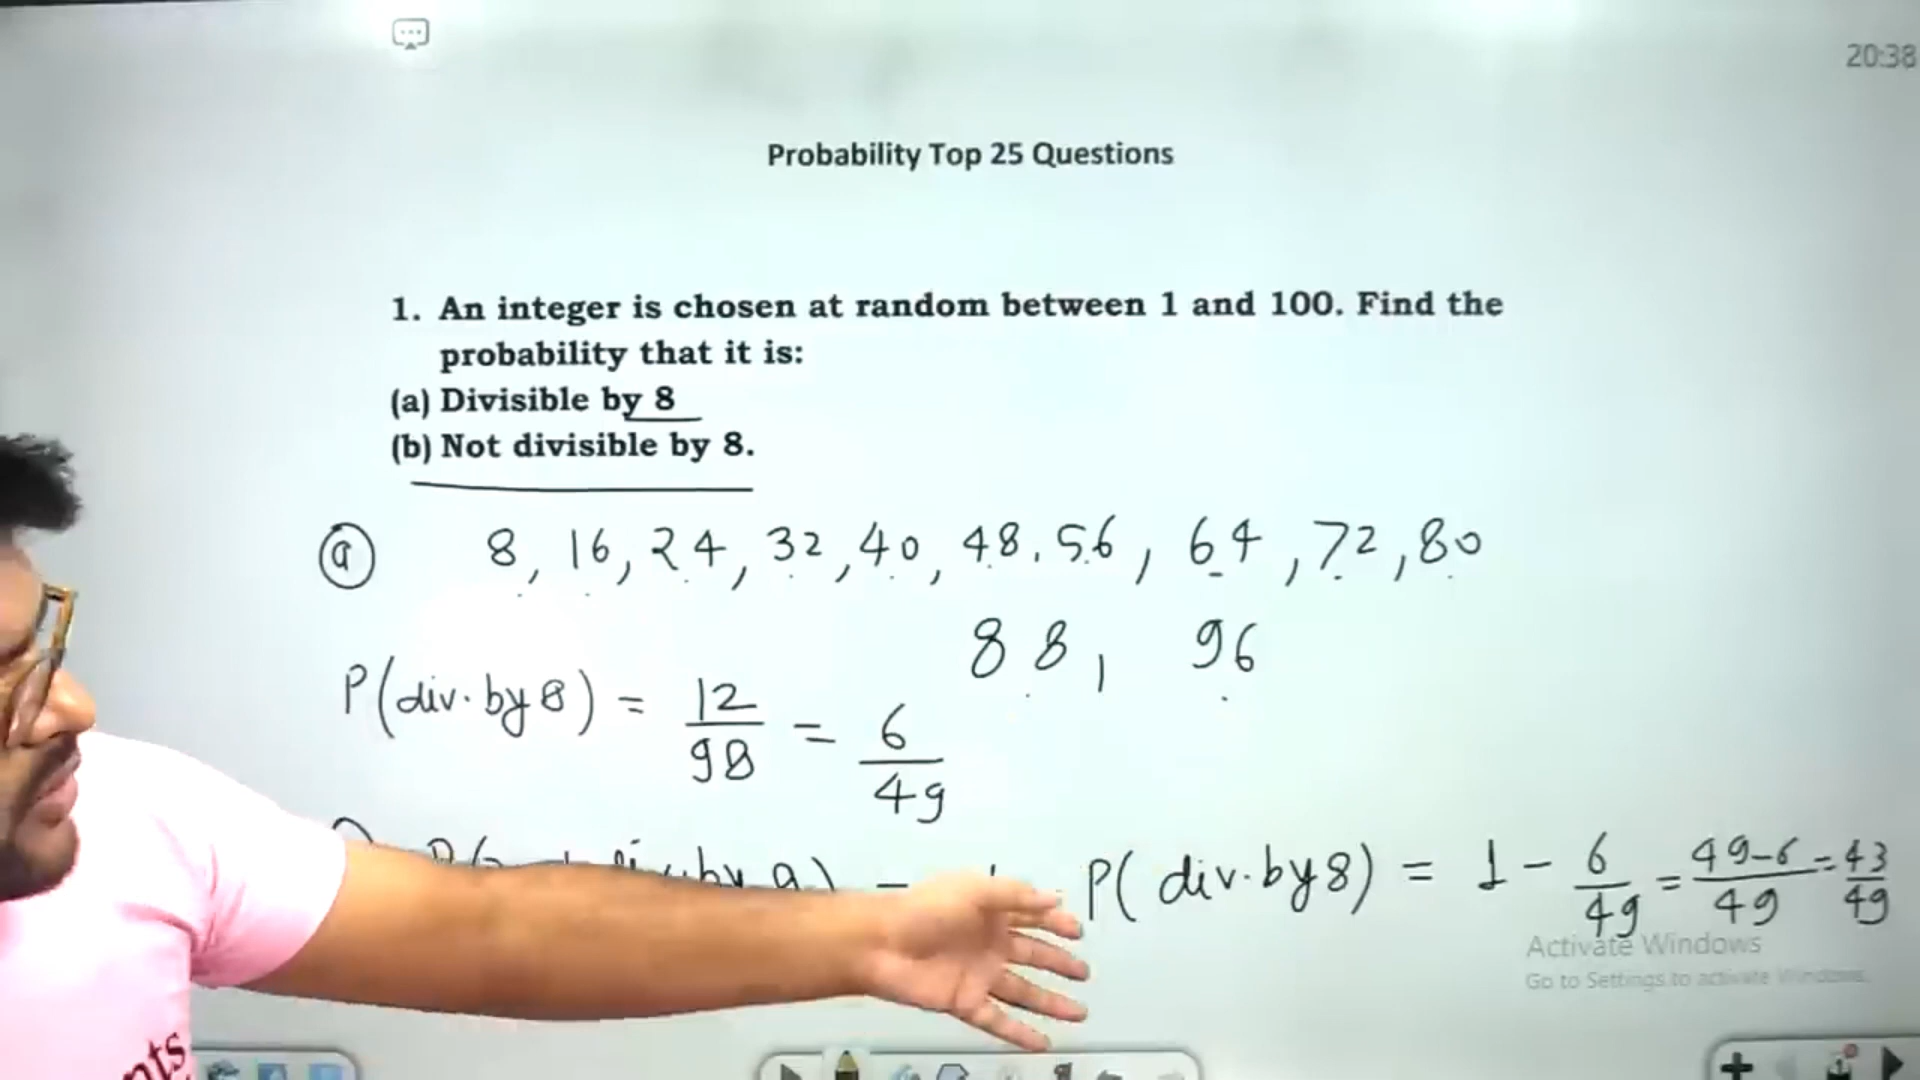 20:38
Probability Top 25 Questions
1. An integer is chosen at random between 1 and 100. Find the
probability that it is:
(a) Divisible by 8
(b) Not divisible by 8.
a 8, 16, 24, 32, 40, 48, 56, 64, 72, 80
88, 96
P(div. by 8) = 12/98 = 6/49
P( div. by 8) = 1 - 6/49 = 49-6/49 = 43/49
Activate Windows
Go to Settings to activate Windows.
nts